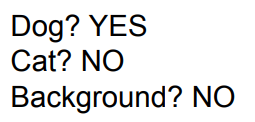 Dog? YES
Cat? NO
Background? NO